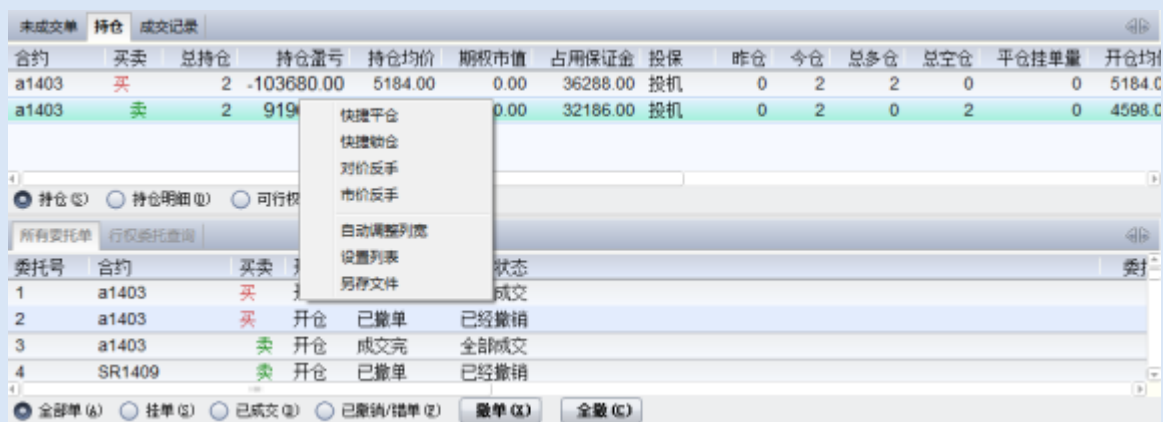 未成交单 持仓 成交记录
合约 买卖 总持仓 持仓盈亏 持仓均价 期权市值 占用保证金 投保 昨仓 今仓 总多仓 总空仓 平仓挂单量 开仓均
a1403 买 2 -103680.00 5184.00 0.00 36288.00 投机 0 2 2 0 0 5184.0
a1403 卖 2 919 0.00 32186.00 投机 0 2 0 2 0 4598.0
快捷平仓
快捷锁仓
对价反手
市价反手
自动调整列宽
设置列表
另存文件
持仓(S) 持仓明细(D) 可行权
所有委托单 行权委托查询
委托号 合约 买卖 状态 委
1 a1403 买 成交
2 a1403 买 开仓 已撤单 已经撤销
3 a1403 卖 开仓 成交完 全部成交
4 SR1409 卖 开仓 已撤单 已经撤销
全部单(A) 挂单(S) 已成交(D) 已撤销/错单(F) 撤单(X) 全撤(C)